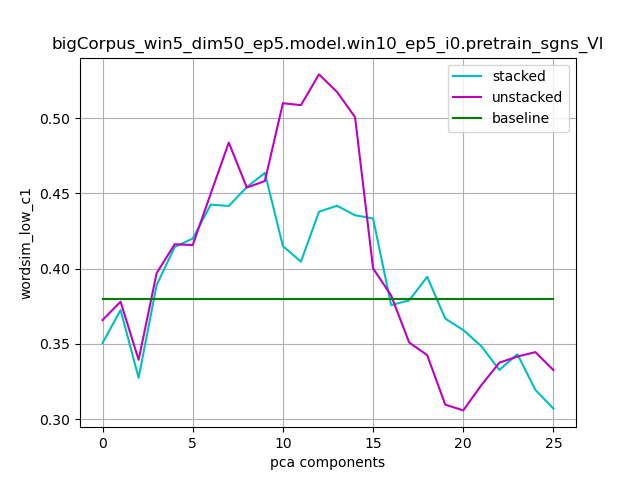 bigCorpus_win5_dim50_ep5.model.win10_ep5_i0.pretrain_sgns_VI
stacked
unstacked
baseline
wordsim_low_c1
0.50
0.45
0.40
0.35
0.30
0
5
10
15
20
25
pca components